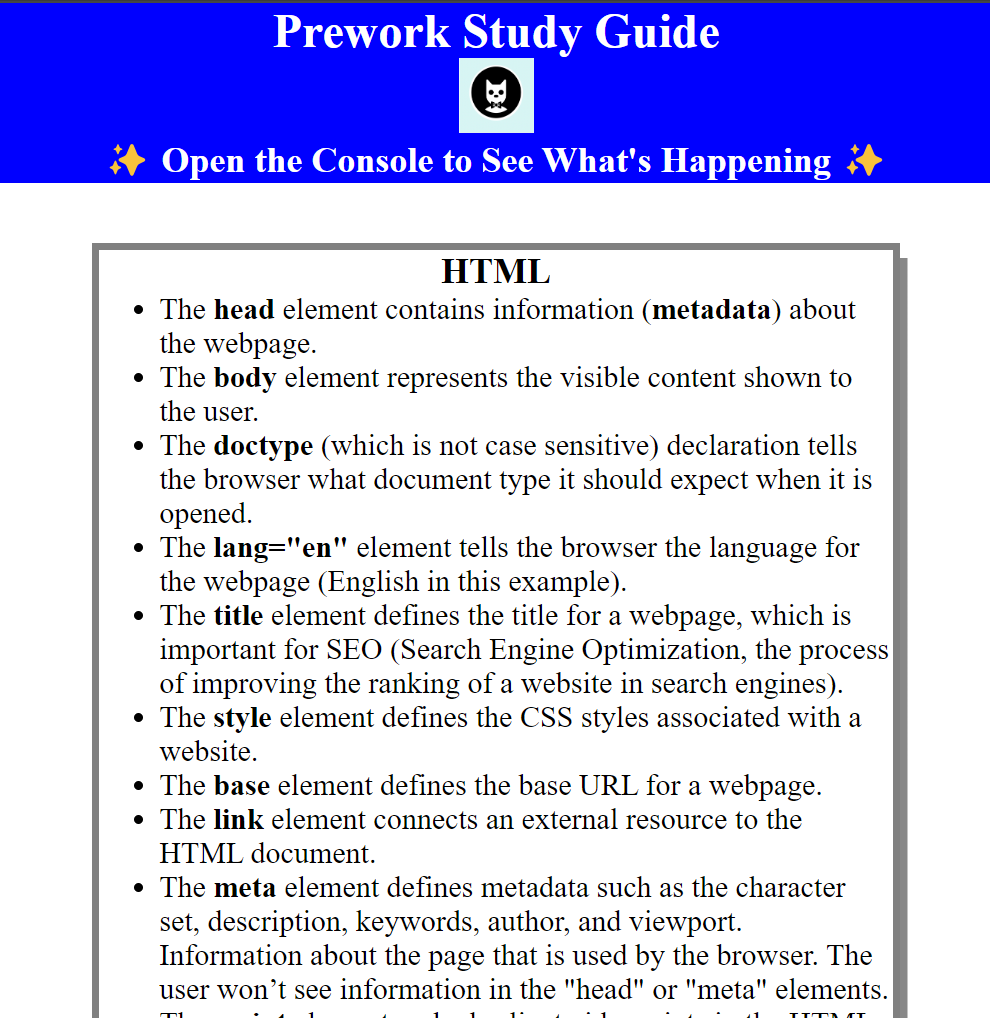 Prework Study Guide
✨ Open the Console to See What's Happening ✨
HTML
• The head element contains information (metadata) about
the webpage.
• The body element represents the visible content shown to
the user.
• The doctype (which is not case sensitive) declaration tells
the browser what document type it should expect when it is
opened.
• The lang="en" element tells the browser the language for
the webpage (English in this example).
• The title element defines the title for a webpage, which is
important for SEO (Search Engine Optimization, the process
of improving the ranking of a website in search engines).
• The style element defines the CSS styles associated with a
website.
• The base element defines the base URL for a webpage.
• The link element connects an external resource to the
HTML document.
• The meta element defines metadata such as the character
set, description, keywords, author, and viewport.
Information about the page that is used by the browser. The
user won’t see information in the "head" or "meta" elements.